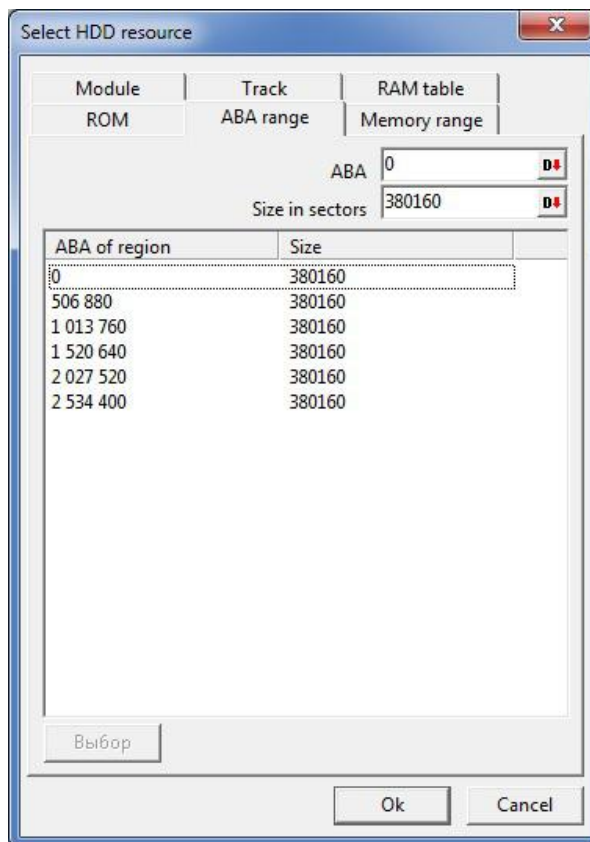 Select HDD resource
Module Track RAM table
ROM ABA range Memory range
ABA 0 D
Size in sectors 380160 D
ABA of region Size
0 380160
506 880 380160
1 013 760 380160
1 520 640 380160
2 027 520 380160
2 534 400 380160
Выбор
Ok Cancel